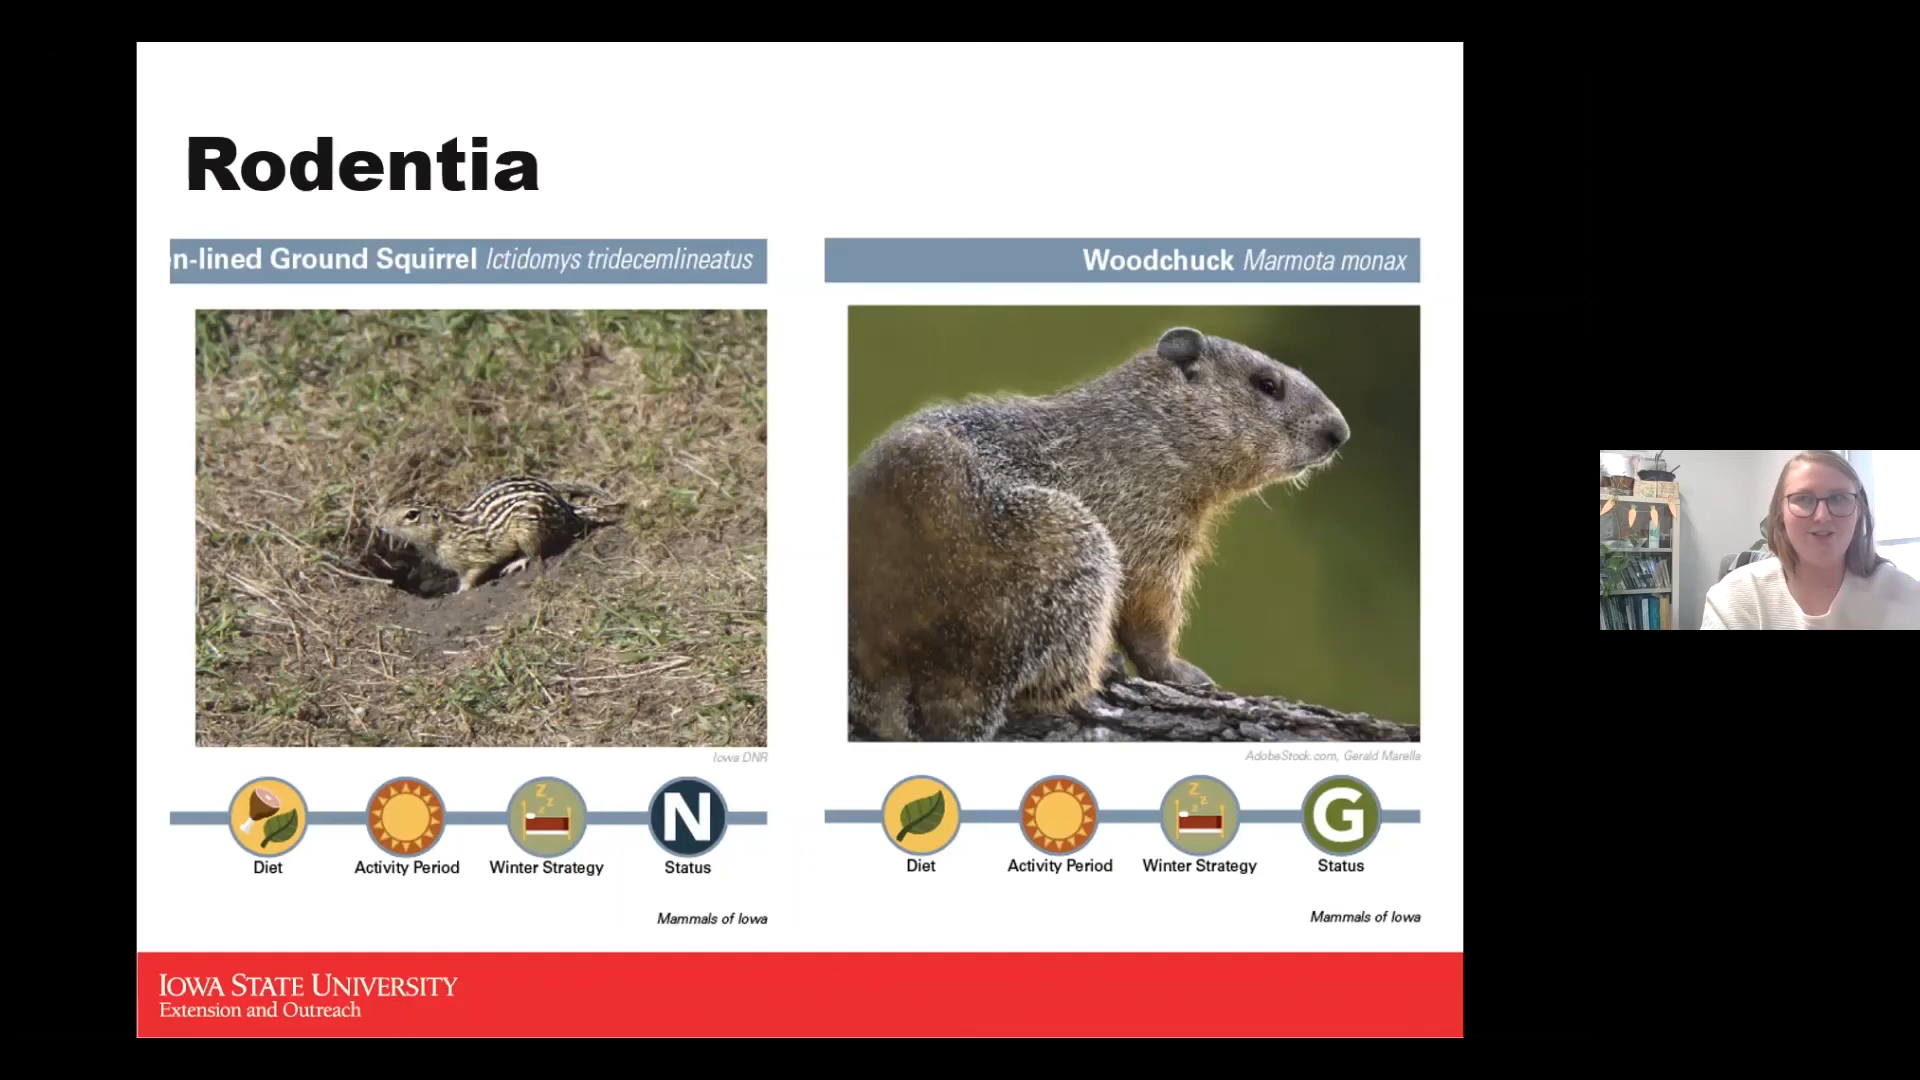 Rodentia
n-lined Ground Squirrel Ictidomys tridecemlineatus
Iowa DNR
Diet
Activity Period
Winter Strategy
N
Status
Mammals of Iowa
Woodchuck Marmota monax
AdobeStock.com, Gerald Marella
Diet
Activity Period
Winter Strategy
G
Status
Mammals of Iowa
IOWA STATE UNIVERSITY
Extension and Outreach